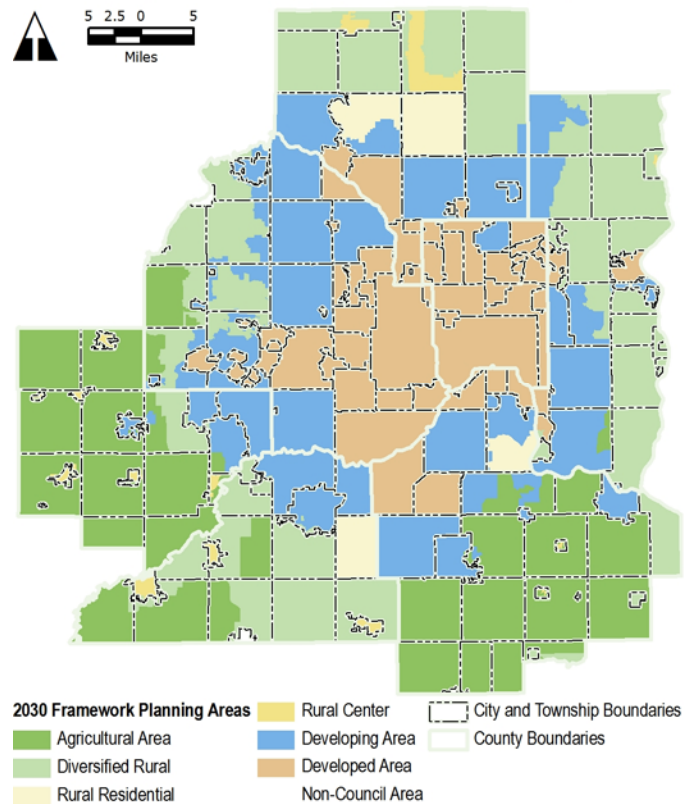 5 2.5 0 5
Miles
2030 Framework Planning Areas
Agricultural Area
Diversified Rural
Rural Residential
Rural Center
Developing Area
Developed Area
Non-Council Area
City and Township Boundaries
County Boundaries